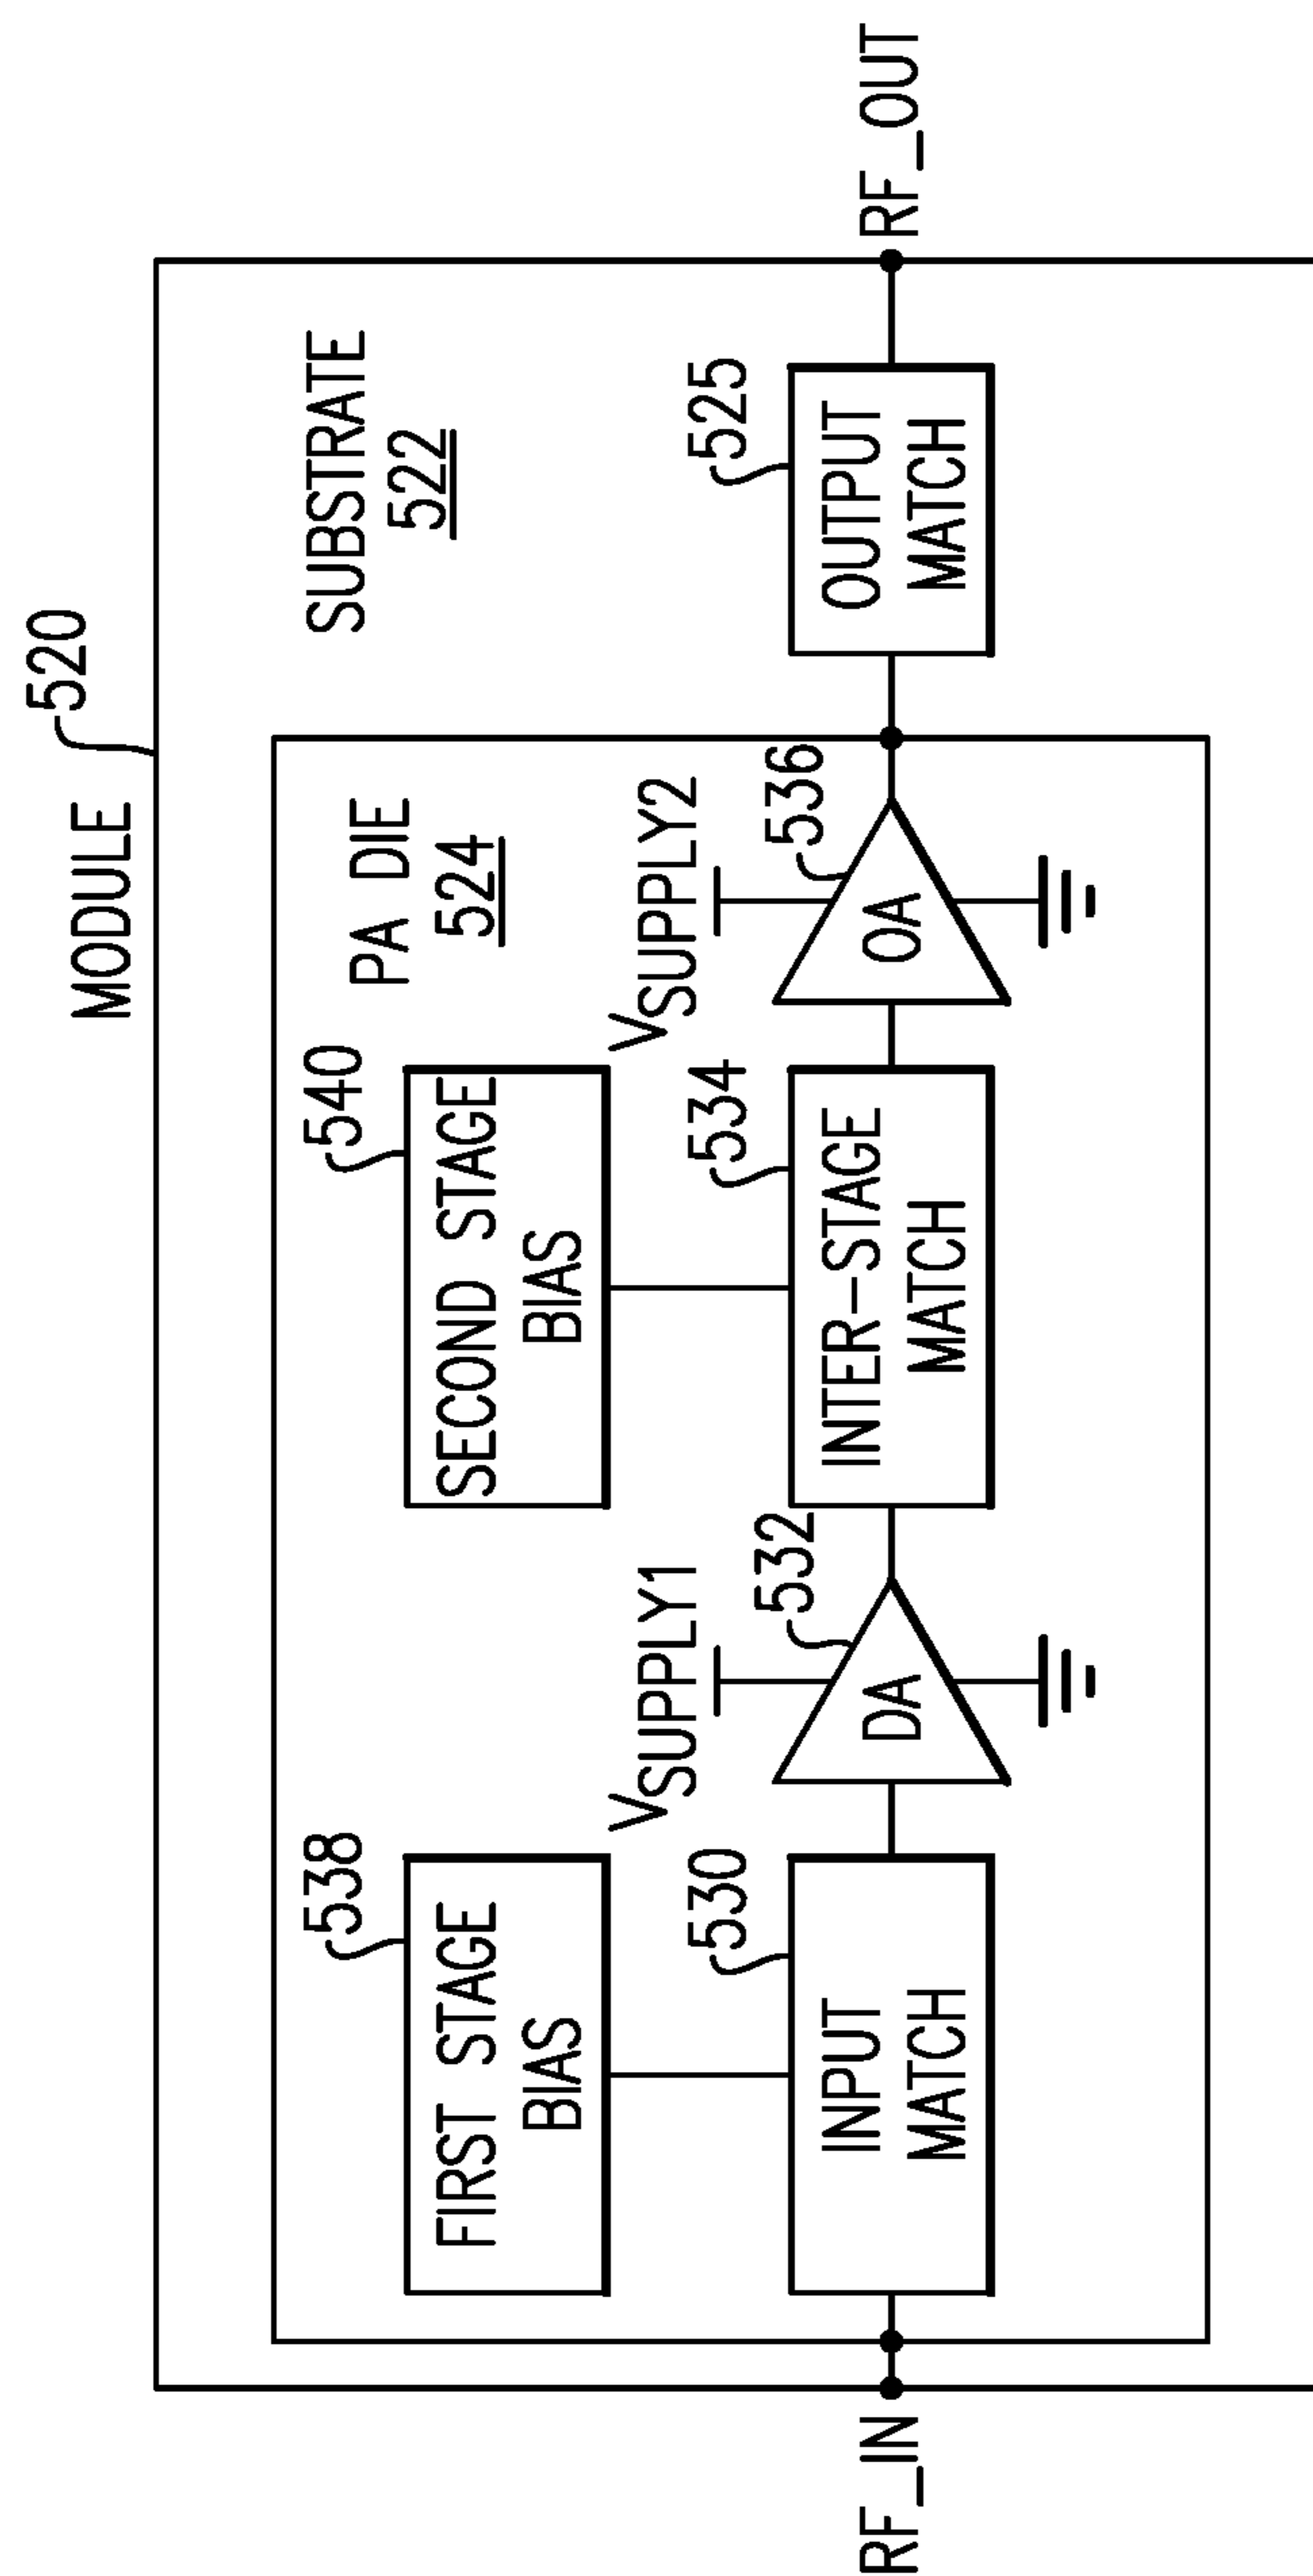 MODULE
520
SUBSTRATE
522
PA DIE
524
FIRST STAGE
BIAS
538
SECOND STAGE
BIAS
540
VSUPPLY1
VSUPPLY2
RF_IN
INPUT
MATCH
530
DA
532
INTER-STAGE
MATCH
534
OA
536
OUTPUT
MATCH
525
RF_OUT